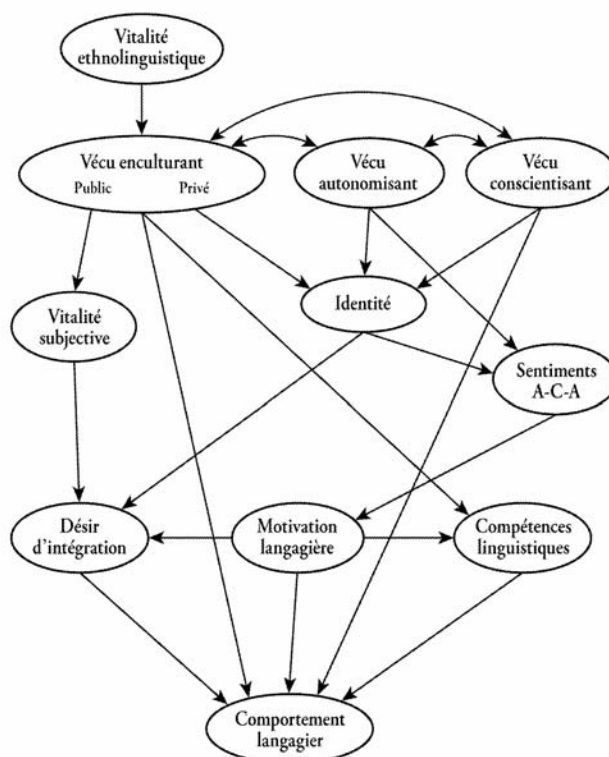 Vitalité
ethnolinguistique
Vécu enculturant
Public Privé
Vécu
autonomisant
Vécu
conscientisant
Vitalité
subjective
Identité
Sentiments
A-C-A
Désir
d'intégration
Motivation
langagière
Compétences
linguistiques
Comportement
langagier